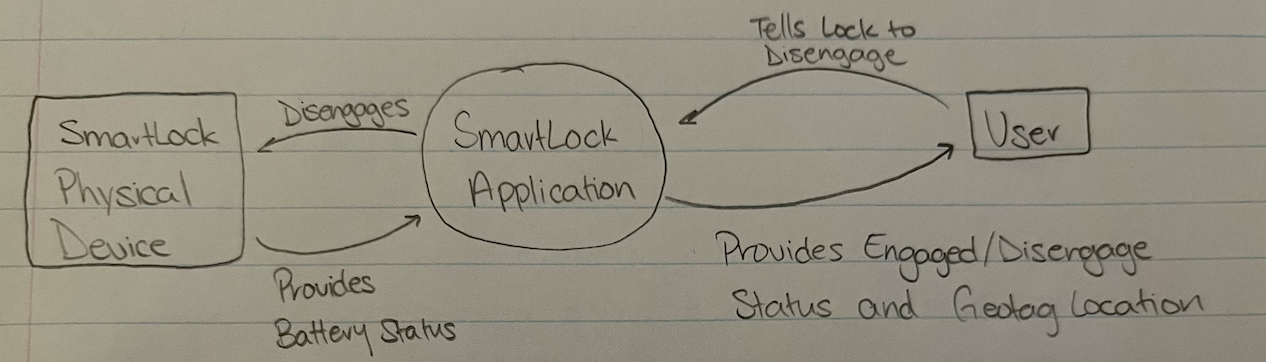 Tells Lock to
Disengage
Disengages
SmartLock
Physical
Device
SmartLock
Application
User
Provides
Battery Status
Provides Engaged/Disengage
Status and Geotag Location